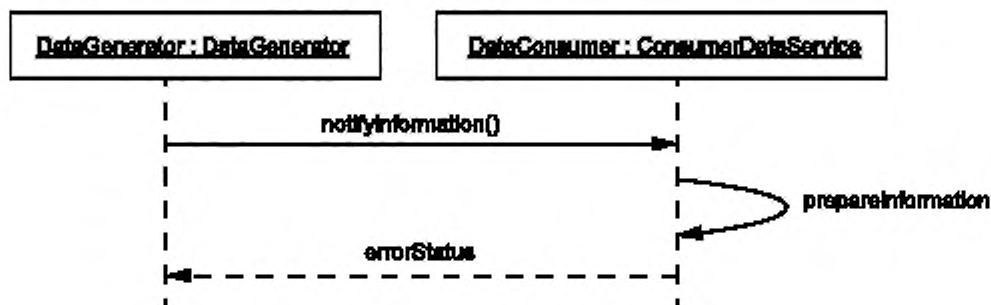 DataGenerator : DataGenerator
DataConsumer : ConsumerDataService
notifyInformation()
prepareInformation
errorStatus